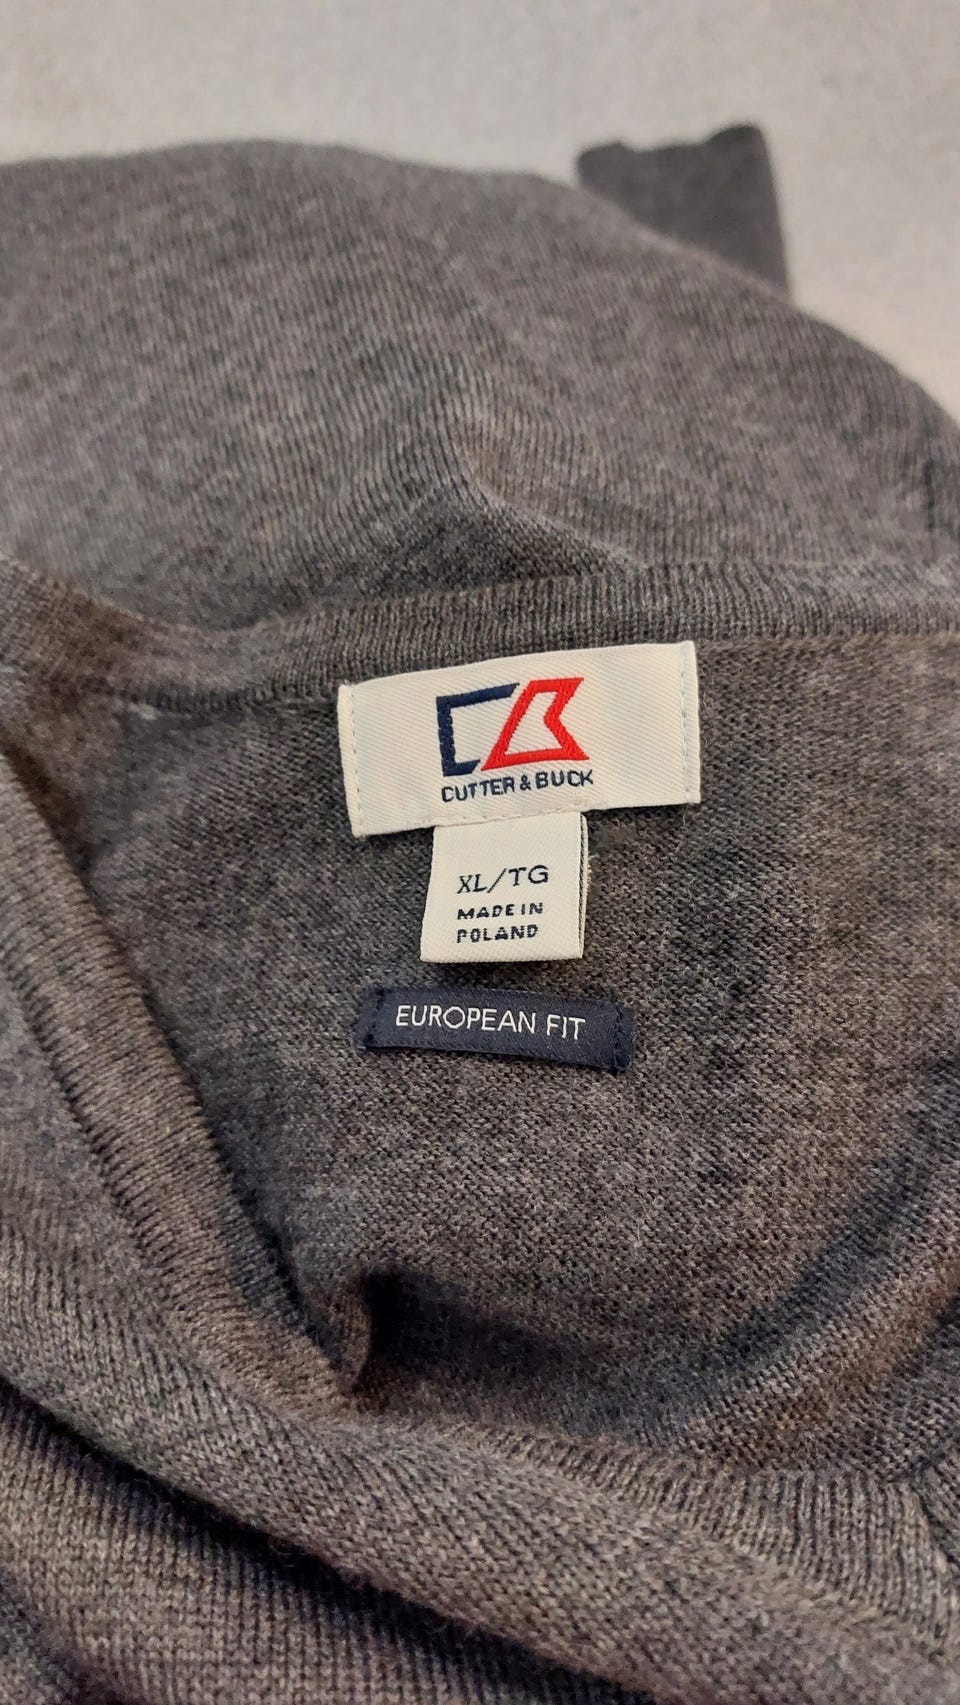 CUTTER & BUCK
XL/TG
MADE IN
POLAND
EUROPEAN FIT